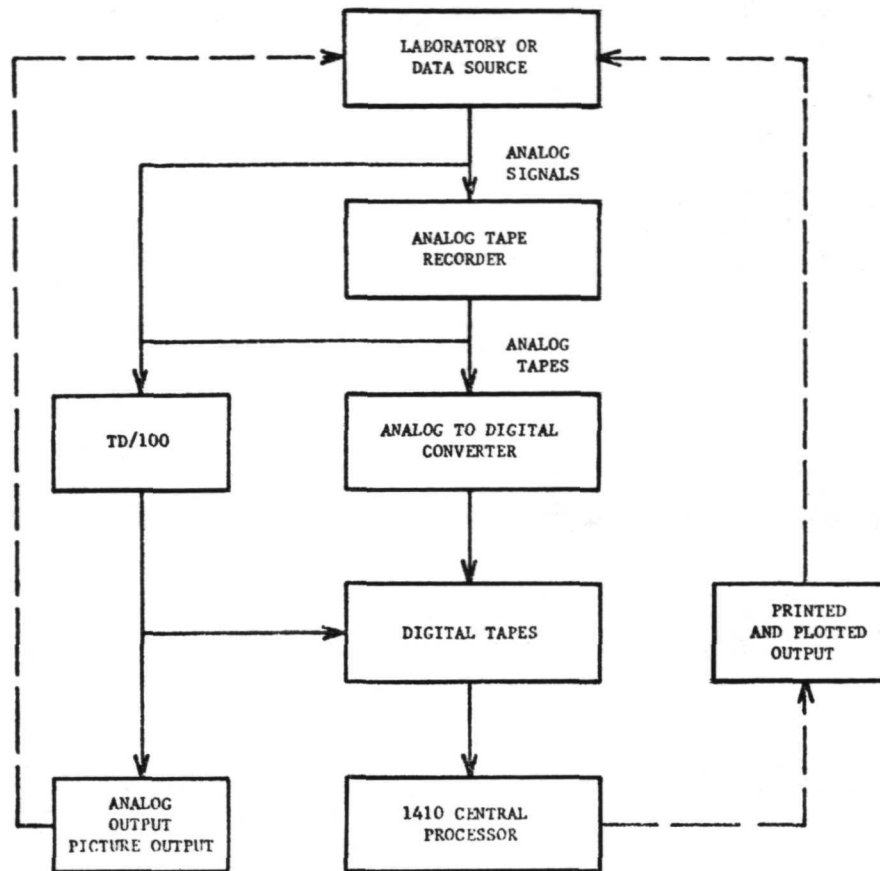 LABORATORY OR
DATA SOURCE
ANALOG
SIGNALS
ANALOG TAPE
RECORDER
ANALOG
TAPES
TD/100
ANALOG TO DIGITAL
CONVERTER
DIGITAL TAPES
PRINTED
AND PLOTTED
OUTPUT
ANALOG
OUTPUT
PICTURE OUTPUT
1410 CENTRAL
PROCESSOR